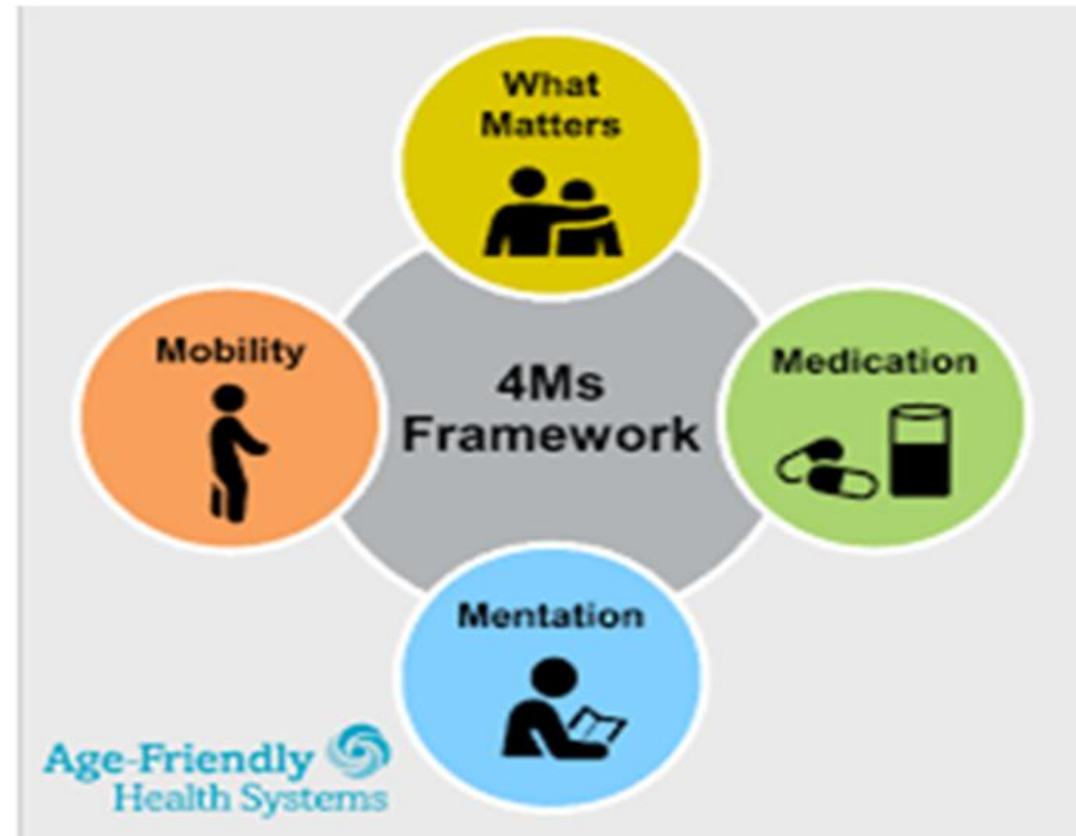 What
Matters
Mobility
4Ms
Framework
Medication
Mentation
Age-Friendly
Health Systems